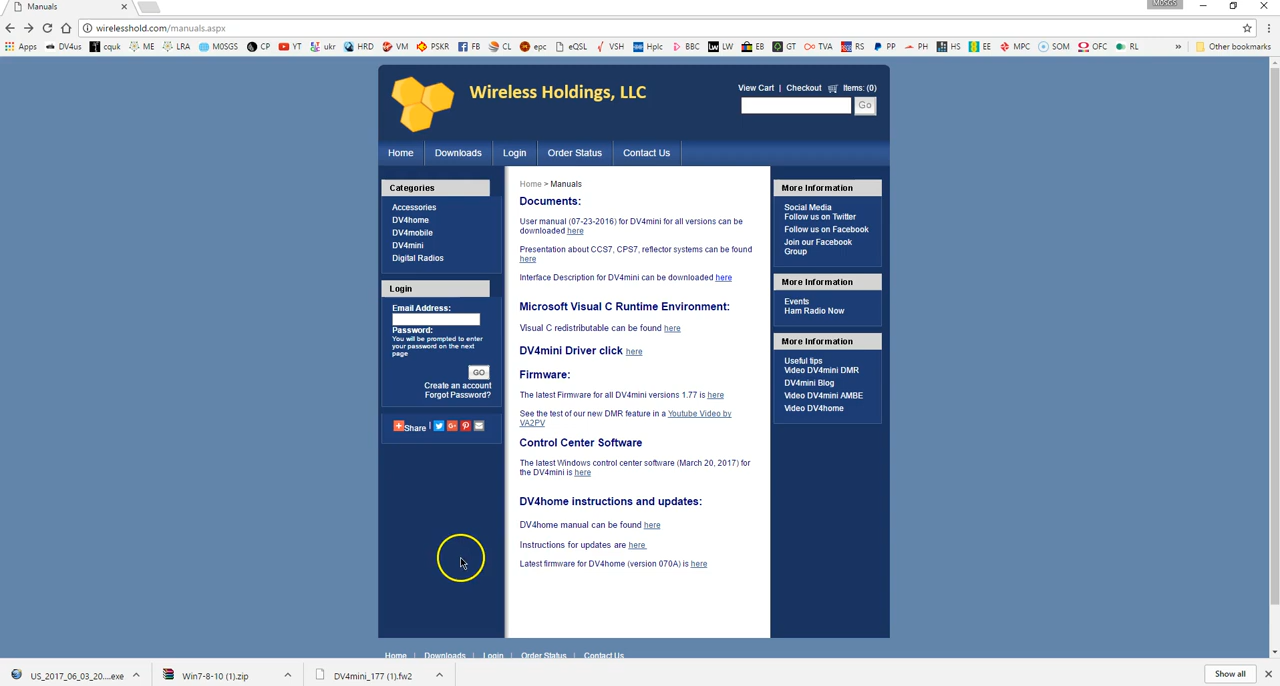 Manuals
M0SGS
wirelesshold.com/manuals.aspx
Apps DV4us cquk ME LRA M0SGS CP YT ukr HRD VM PSKR FB CL epc eQSL VSH Hplc BBC LW EB GT TVA RS PP PH HS EE MPC SOM OFC RL » Other bookmarks
Wireless Holdings, LLC
View Cart | Checkout Items: (0)
Go
Home Downloads Login Order Status Contact Us
Categories
Accessories
DV4home
DV4mobile
DV4mini
Digital Radios
Login
Email Address:
Password:
You will be prompted to enter
your password on the next
page
GO
Create an account
Forgot Password?
Share |
Home > Manuals
Documents:
User manual (07-23-2016) for DV4mini for all versions can be
downloaded here
Presentation about CCS7, CPS7, reflector systems can be found
here
Interface Description for DV4mini can be downloaded here
Microsoft Visual C Runtime Environment:
Visual C redistributable can be found here
DV4mini Driver click here
Firmware:
The latest Firmware for all DV4mini versions 1.77 is here
See the test of our new DMR feature in a Youtube Video by
VA2PV
Control Center Software
The latest Windows control center software (March 20, 2017) for
the DV4mini is here
DV4home instructions and updates:
DV4home manual can be found here
Instructions for updates are here
Latest firmware for DV4home (version 070A) is here
More Information
Social Media
Follow us on Twitter
Follow us on Facebook
Join our Facebook
Group
More Information
Events
Ham Radio Now
More Information
Useful tips
Video DV4mini DMR
DV4mini Blog
Video DV4mini AMBE
Video DV4home
Home | Downloads | Login | Order Status | Contact Us
US_2017_06_03_20....exe Win7-8-10 (1).zip DV4mini_177 (1).fw2 Show all